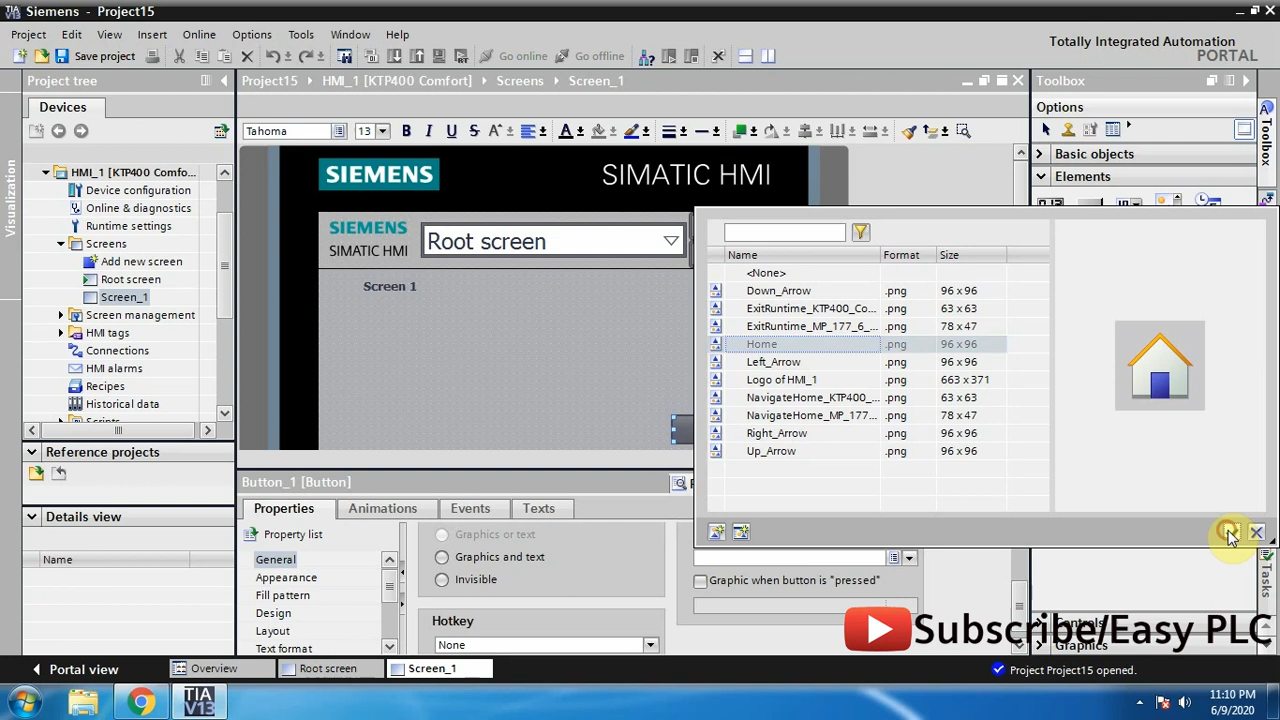 TIA V13 Siemens - Project15
Project Edit View Insert Online Options Tools Window Help
Totally Integrated Automation
PORTAL
Save project
Go online
Go offline
Project tree
Project15 HMI_1 [KTP400 Comfort] Screens Screen_1
Toolbox
Devices
Options
Tahoma 13 B I U S A A
Basic objects
Elements
Toolbox
Visualization
HMI_1 [KTP400 Comfo...
Device configuration
Online & diagnostics
Runtime settings
Screens
Add new screen
Root screen
Screen_1
Screen management
HMI tags
Connections
HMI alarms
Recipes
Historical data
Scripts
SIEMENS SIMATIC HMI
SIEMENS
SIMATIC HMI
Root screen
Screen 1
Name Format Size
<None>
Down_Arrow .png 96 x 96
ExitRuntime_KTP400_Co... .png 63 x 63
ExitRuntime_MP_177_6_... .png 78 x 47
Home .png 96 x 96
Left_Arrow .png 96 x 96
Logo of HMI_1 .png 663 x 371
NavigateHome_KTP400_... .png 63 x 63
NavigateHome_MP_177... .png 78 x 47
Right_Arrow .png 96 x 96
Up_Arrow .png 96 x 96
Reference projects
Details view
Name
Button_1 [Button]
Properties Animations Events Texts
Property list
General
Appearance
Fill pattern
Design
Layout
Text format
Graphics or text
Graphics and text
Invisible
Hotkey
None
Graphic when button is "pressed"
Tasks
Controls
Graphics
Subscribe/Easy PLC
Portal view
Overview
Root screen
Screen_1
Project Project15 opened.
TIA V13
11:10 PM
6/9/2020